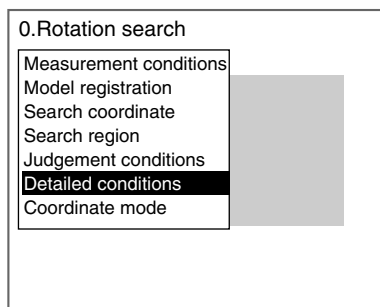 0.Rotation search
Measurement conditions
Model registration
Search coordinate
Search region
Judgement conditions
Detailed conditions
Coordinate mode